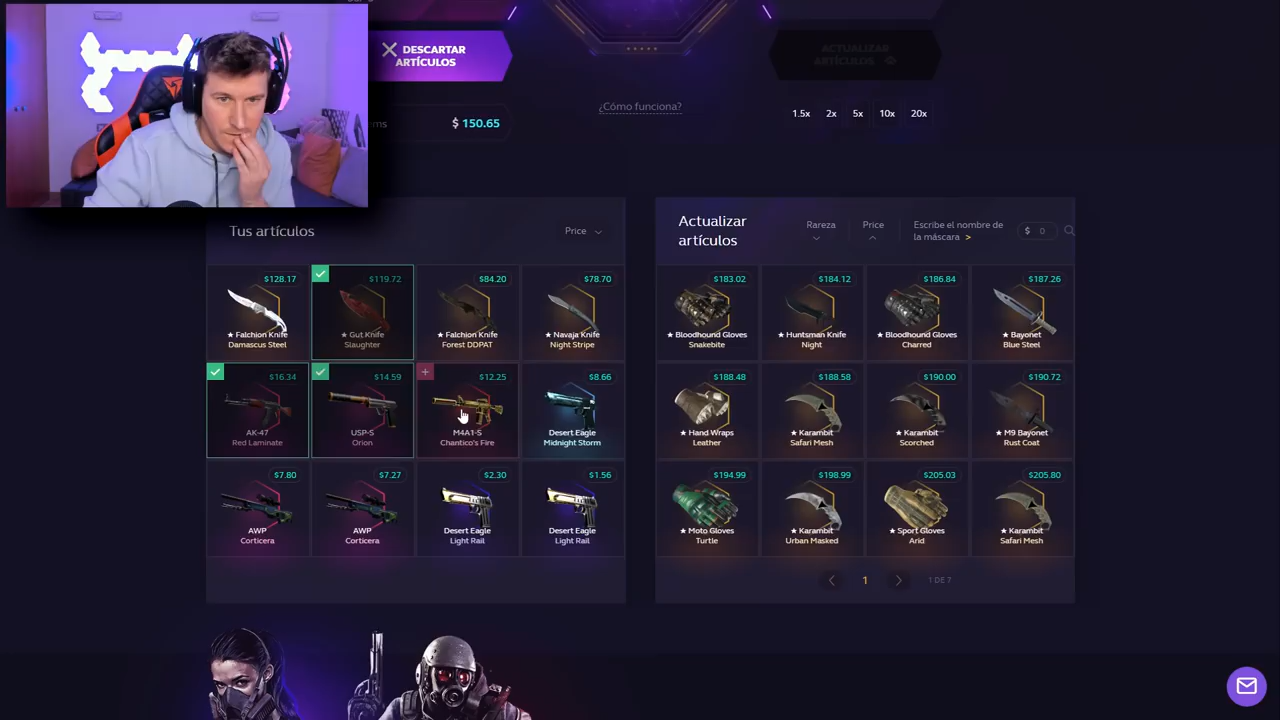 DESCARTAR
ARTÍCULOS
ACTUALIZAR
ARTÍCULOS
$ 150.65
¿Cómo funciona?
1.5x 2x 5x 10x 20x
Tus artículos
Price
$128.17
★ Falchion Knife
Damascus Steel
$119.72
★ Gut Knife
Slaughter
$84.20
★ Falchion Knife
Forest DDPAT
$78.70
★ Navaja Knife
Night Stripe
$16.34
AK-47
Red Laminate
$14.59
USP-S
Orion
$12.25
M4A1-S
Chantico's Fire
$8.66
Desert Eagle
Midnight Storm
$7.80
AWP
Corticera
$7.27
AWP
Corticera
$2.30
Desert Eagle
Light Rail
$1.56
Desert Eagle
Light Rail
Actualizar
artículos
Rareza
Price
Escribe el nombre de
la máscara >
$ 0
$183.02
★ Bloodhound Gloves
Snakebite
$184.12
★ Huntsman Knife
Night
$186.84
★ Bloodhound Gloves
Charred
$187.26
★ Bayonet
Blue Steel
$188.48
★ Hand Wraps
Leather
$188.58
★ Karambit
Safari Mesh
$190.00
★ Karambit
Scorched
$190.72
★ M9 Bayonet
Rust Coat
$194.99
★ Moto Gloves
Turtle
$198.99
★ Karambit
Urban Masked
$205.03
★ Sport Gloves
Arid
$205.80
★ Karambit
Safari Mesh
1
1 DE 7